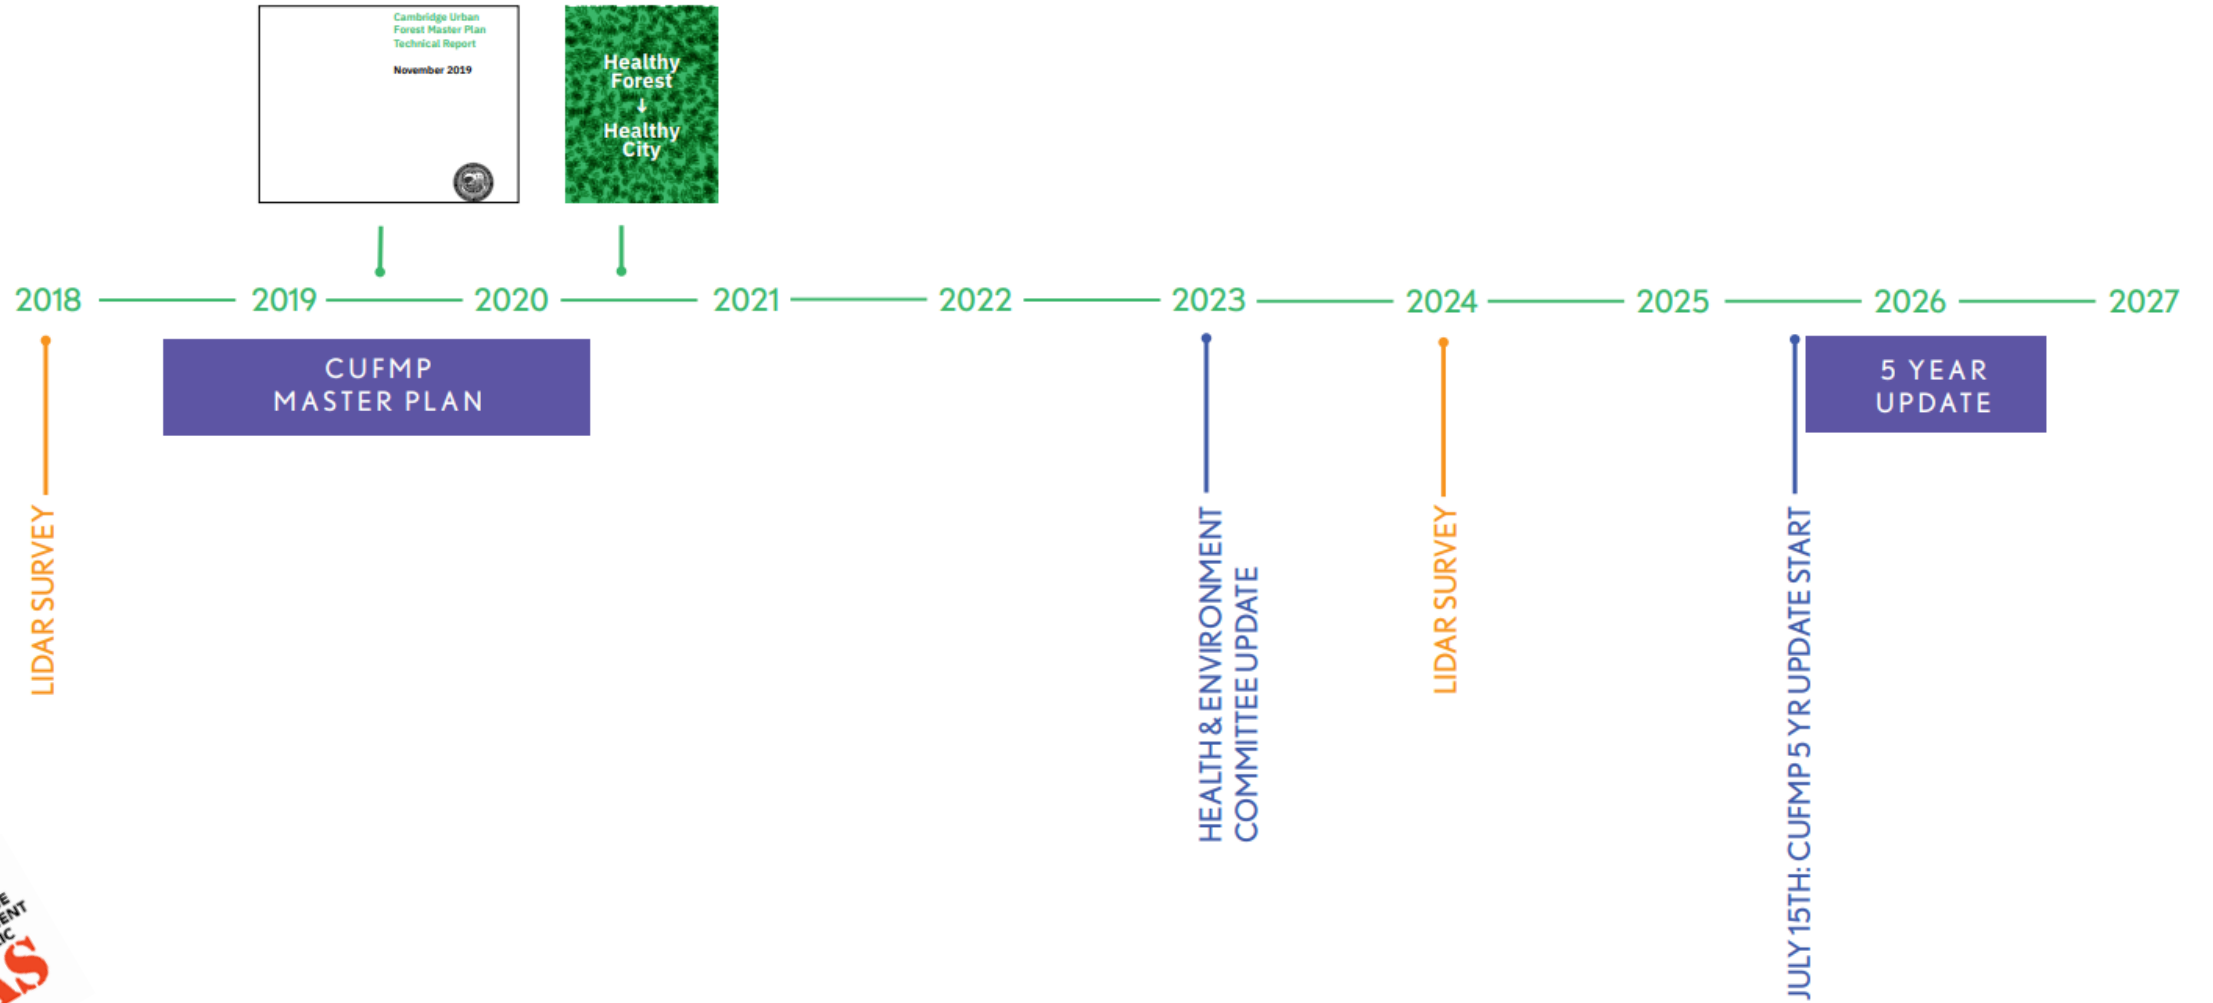 Cambridge Urban
Forest Master Plan
Technical Report
November 2019
Healthy
Forest
↓
Healthy
City
2018
2019
2020
2021
2022
2023
2024
2025
2026
2027
CUFMP
MASTER PLAN
5 YEAR
UPDATE
LIDAR SURVEY
HEALTH & ENVIRONMENT
COMMITTEE UPDATE
LIDAR SURVEY
JULY 15TH: CUFMP 5 YR UPDATE START